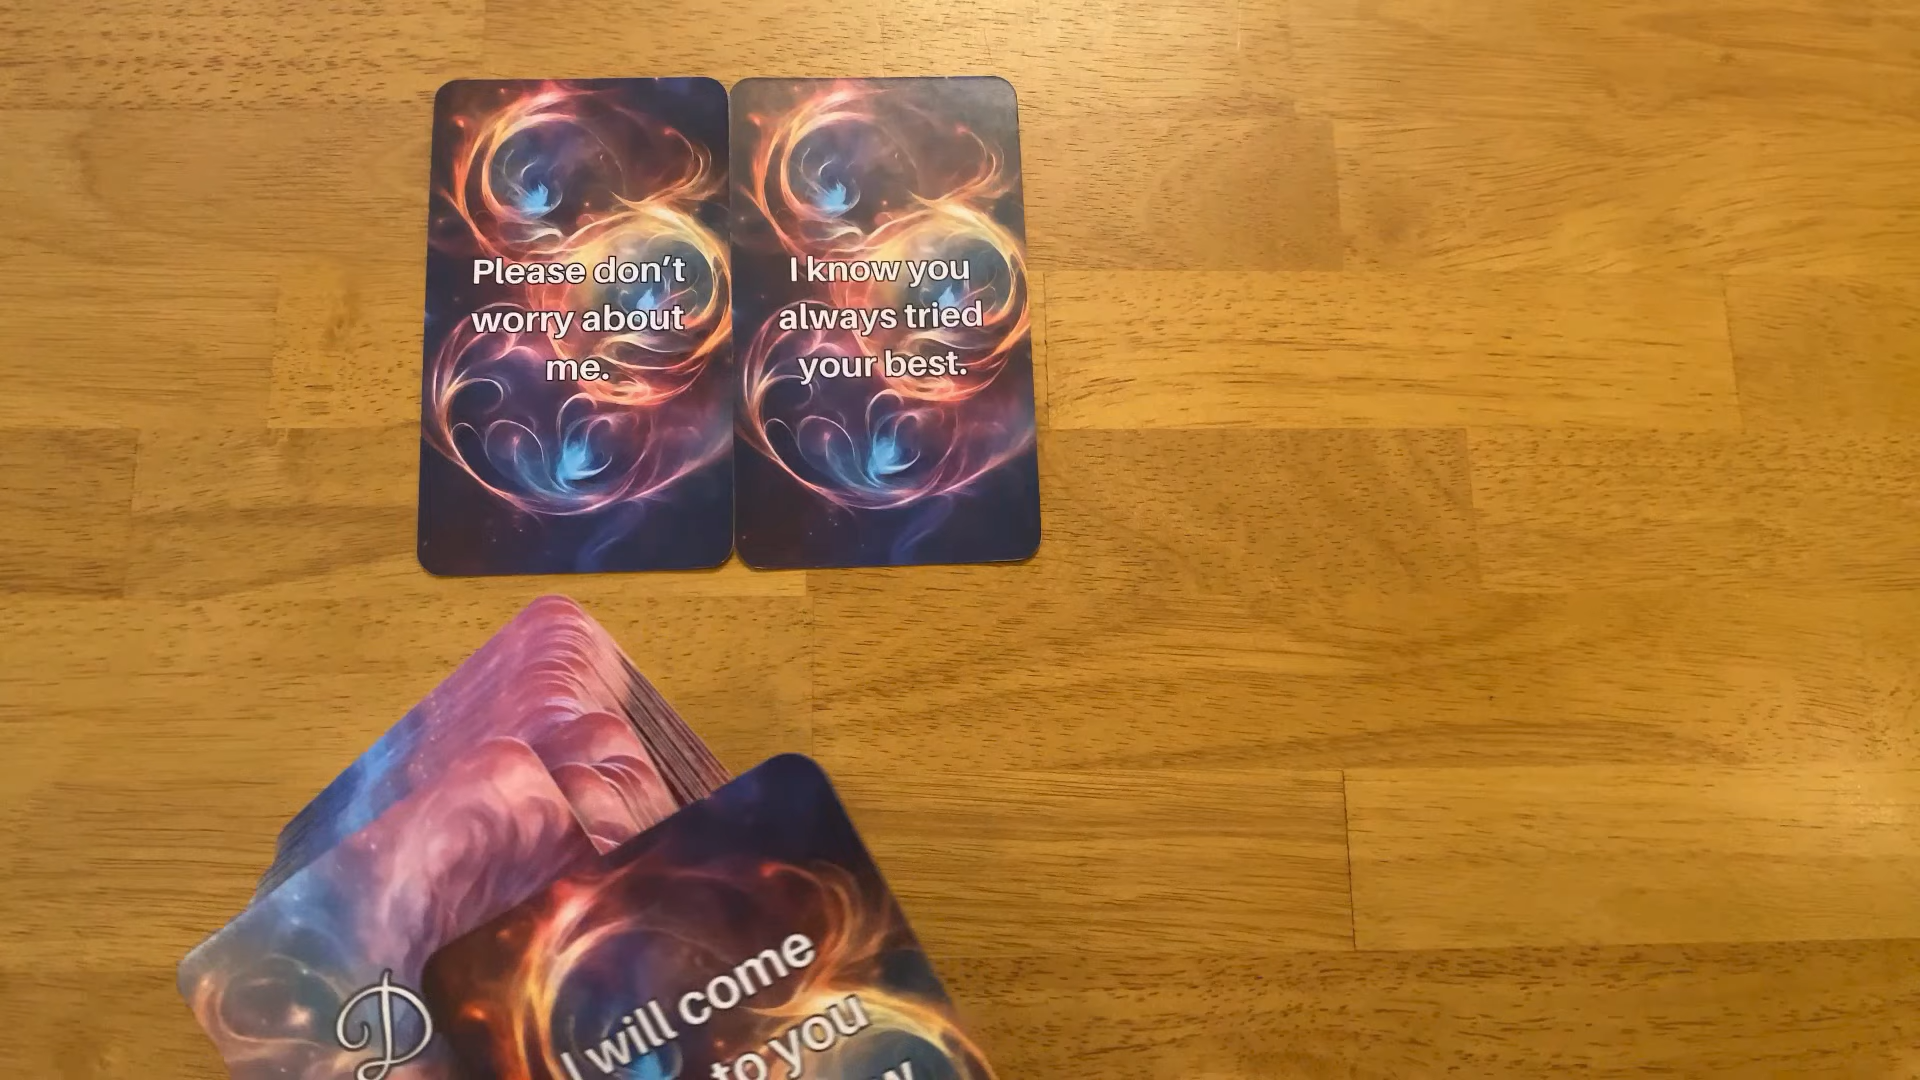 Please don't
worry about
me.
I know you
always tried
your best.
D
I will come
to you